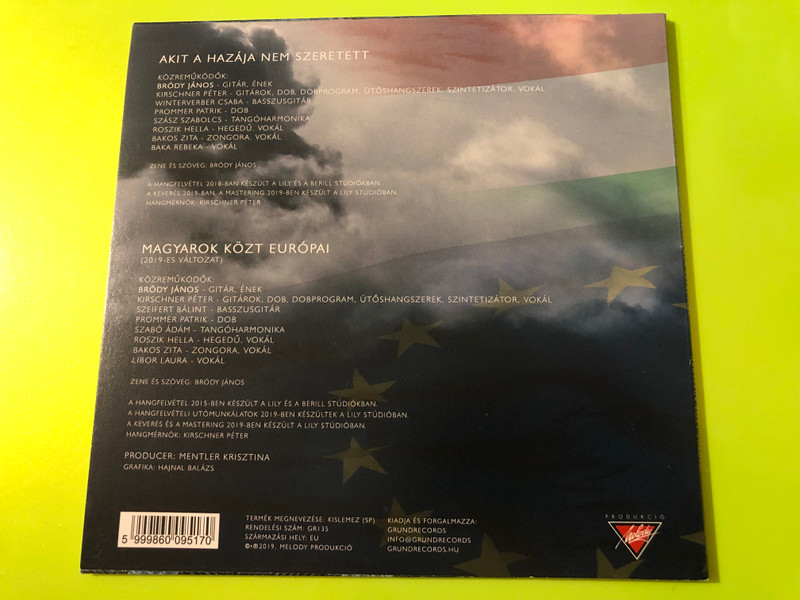 AKIT A HAZÁJA NEM SZERETETT
KÖZREMŰKÖDŐK:
BRÓDY JÁNOS - GITÁR, ÉNEK
KIRSCHNER PÉTER - GITÁROK, DOB, DOBPROGRAM, ÜTŐSHANGSZEREK, SZINTETIZÁTOR, VOKÁL
WINTERVERBER CSABA - BASSZUSGITÁR
PROMMER PATRIK - DOB
SZÁSZ SZABOLCS - TANGÓHARMONIKA
ROSZIK HELLA - HEGEDŰ, VOKÁL
BAKOS ZITA - ZONGORA, VOKÁL
BAKA REBEKA - VOKÁL
ZENE ÉS SZÖVEG: BRÓDY JÁNOS
A HANGFELVÉTEL 2018-BAN KÉSZÜLT A LILY ÉS A BERILL STÚDIÓKBAN.
A KEVERÉS 2019-BAN, A MASTERING 2019-BEN KÉSZÜLT A LILY STÚDIÓBAN.
HANGMÉRNÖK: KIRSCHNER PÉTER
MAGYAROK KÖZT EURÓPAI
(2019-ES VÁLTOZAT)
KÖZREMŰKÖDŐK:
BRÓDY JÁNOS - GITÁR, ÉNEK
KIRSCHNER PÉTER - GITÁROK, DOB, DOBPROGRAM, ÜTŐSHANGSZEREK, SZINTETIZÁTOR, VOKÁL
SZEIFERT BÁLINT - BASSZUSGITÁR
PROMMER PATRIK - DOB
SZABÓ ÁDÁM - TANGÓHARMONIKA
ROSZIK HELLA - HEGEDŰ, VOKÁL
BAKOS ZITA - ZONGORA, VOKÁL
LIBOR LAURA - VOKÁL
ZENE ÉS SZÖVEG: BRÓDY JÁNOS
A HANGFELVÉTEL 2015-BEN KÉSZÜLT A LILY ÉS A BERILL STÚDIÓKBAN.
A HANGFELVÉTELI UTÓMUNKÁLATOK 2019-BEN KÉSZÜLTEK A LILY STÚDIÓBAN.
A KEVERÉS ÉS A MASTERING 2019-BEN KÉSZÜLT A LILY STÚDIÓBAN.
HANGMÉRNÖK: KIRSCHNER PÉTER
PRODUCER: MENTLER KRISZTINA
GRAFIKA: HAJNAL BALÁZS
5 999860 095170
TERMÉK MEGNEVEZÉSE: KISLEMEZ (SP)
RENDELÉSI SZÁM: GR135
SZÁRMAZÁSI HELY: EU
©+℗2019, MELODY PRODUKCIÓ
KIADJA ÉS FORGALMAZZA:
GRUNDRECORDS
INFO@GRUNDRECORDS
GRUNDRECORDS.HU
PRODUKCIÓ
Melody